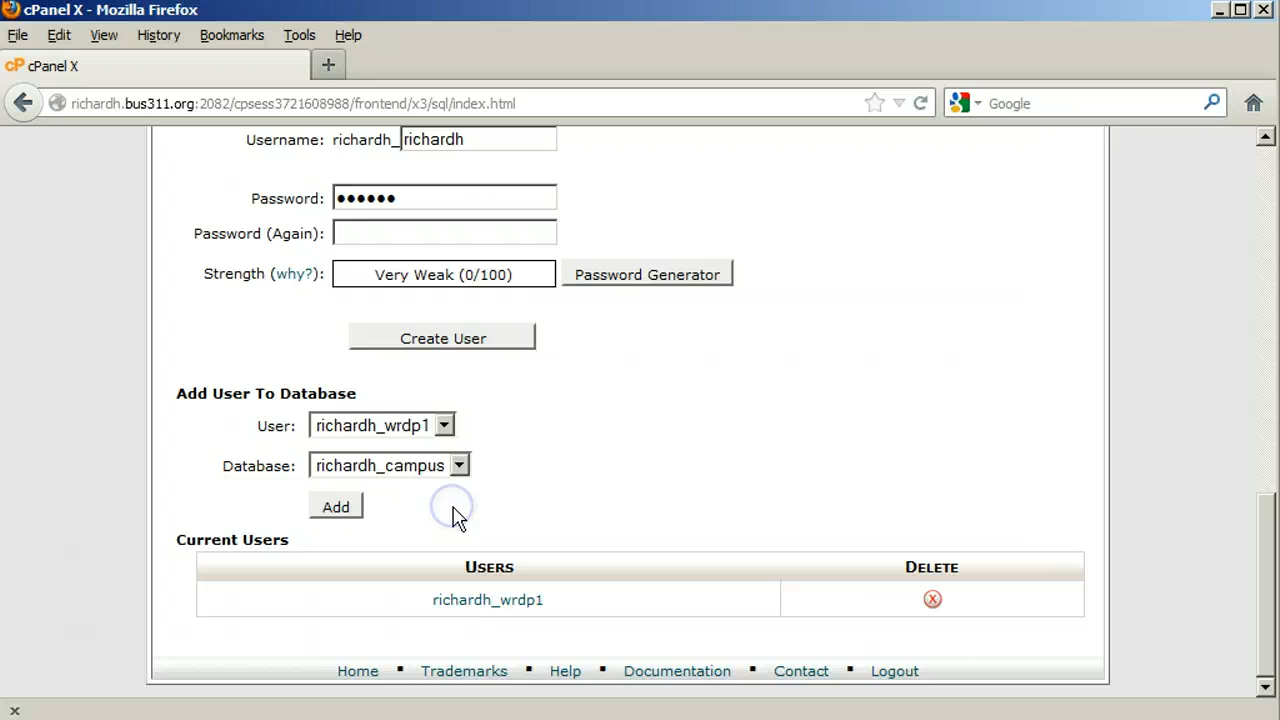 cPanel X - Mozilla Firefox
File Edit View History Bookmarks Tools Help
cP cPanel X
richardh.bus311.org:2082/cpsess3721608988/frontend/x3/sql/index.html Google
Username: richardh_ richardh
Password: ●●●●●●
Password (Again):
Strength (why?): Very Weak (0/100) Password Generator
Create User
Add User To Database
User: richardh_wrdp1
Database: richardh_campus
Add
Current Users
USERS DELETE
richardh_wrdp1
Home ▪ Trademarks ▪ Help ▪ Documentation ▪ Contact ▪ Logout